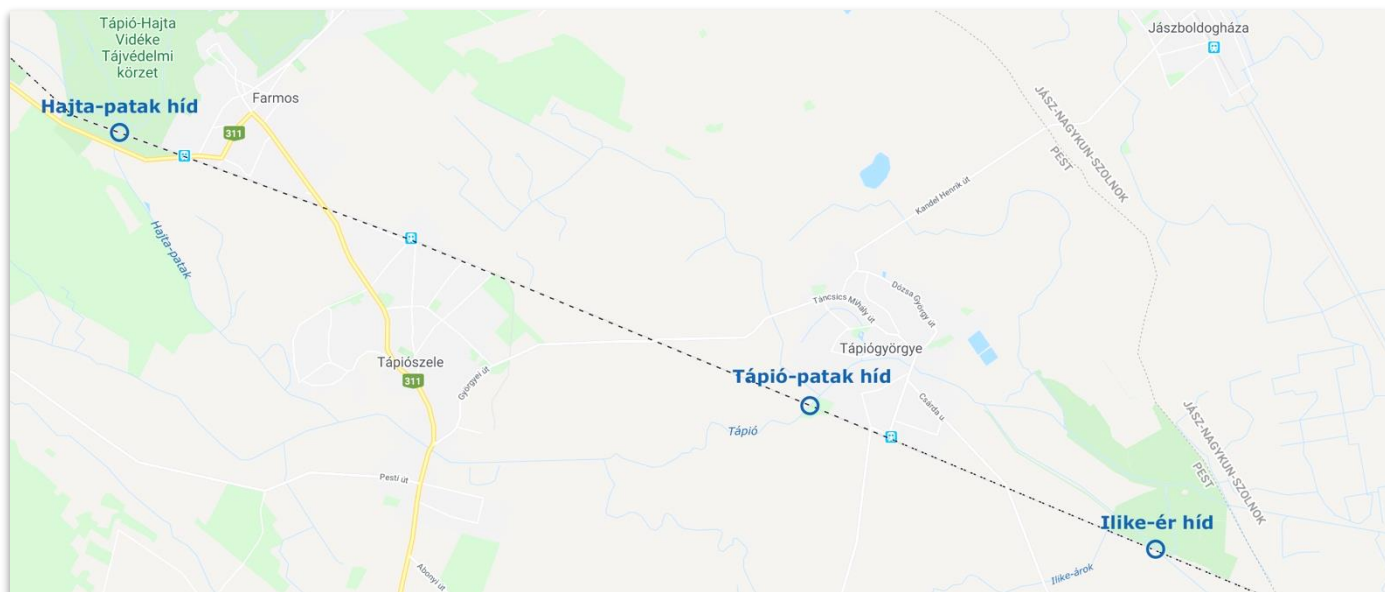 Tápió-Hajta
Vidéke
Tájvédelmi
körzet
Jászboldogháza
Farmos
Hajta-patak híd
311
JÁSZ-NAGYKUN-SZOLNOK
PEST
Kandel Henrik út
Hajta-patak
Dózsa György út
Táncsics Mihály út
Tápiógyörgye
Tápiószele
311
Györgyei út
Tápió-patak híd
Csárda u.
Tápió
JÁSZ-NAGYKUN-SZOLNOK
PEST
Pesti út
Ilike-ér híd
Abonyi út
Ilike-árok